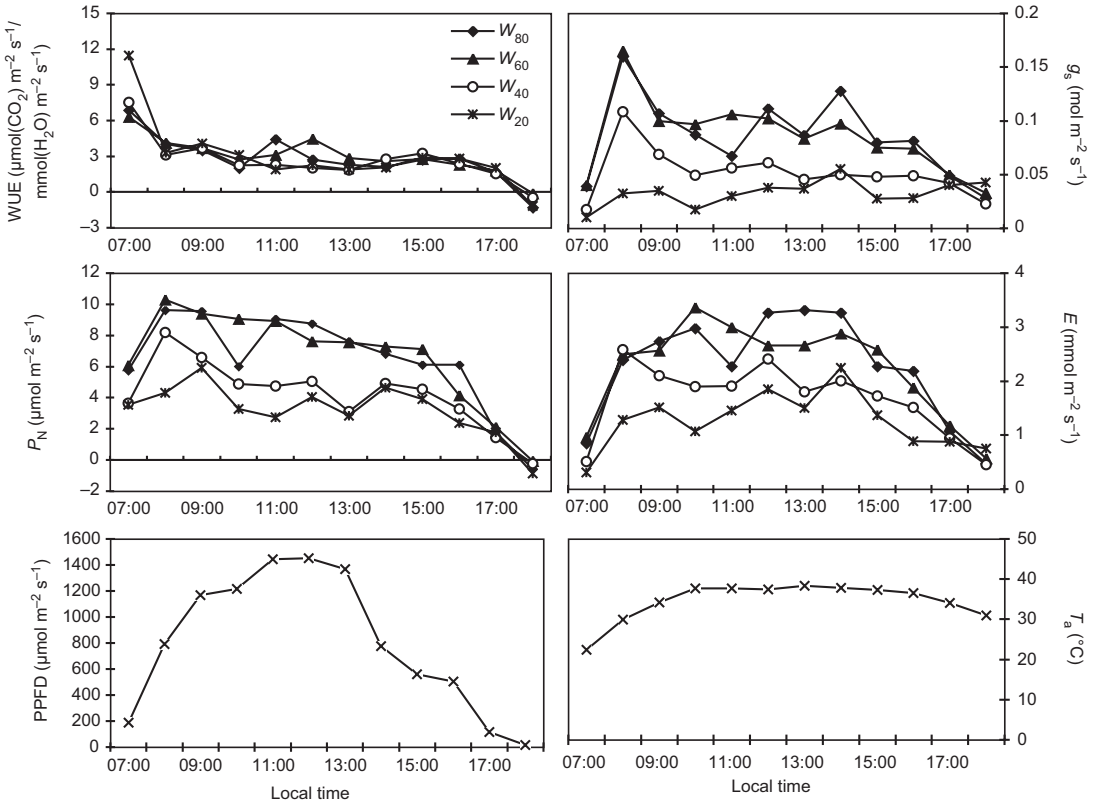 WUE (μmol(CO₂) m⁻² s⁻¹/
mmol(H₂O) m⁻² s⁻¹)
15
12
9
6
3
0
–3
W₈₀
W₆₀
W₄₀
W₂₀
07:00 09:00 11:00 13:00 15:00 17:00
0.2
0.15
0.1
0.05
0
gₛ (mol m⁻² s⁻¹)
07:00 09:00 11:00 13:00 15:00 17:00
P_N (μmol m⁻² s⁻¹)
12
10
8
6
4
2
0
–2
07:00 09:00 11:00 13:00 15:00 17:00
4
3
2
1
0
E (mmol m⁻² s⁻¹)
07:00 09:00 11:00 13:00 15:00 17:00
PPFD (μmol m⁻² s⁻¹)
1600
1400
1200
1000
800
600
400
200
0
07:00 09:00 11:00 13:00 15:00 17:00
Local time
50
40
30
20
10
0
Tₐ (°C)
07:00 09:00 11:00 13:00 15:00 17:00
Local time